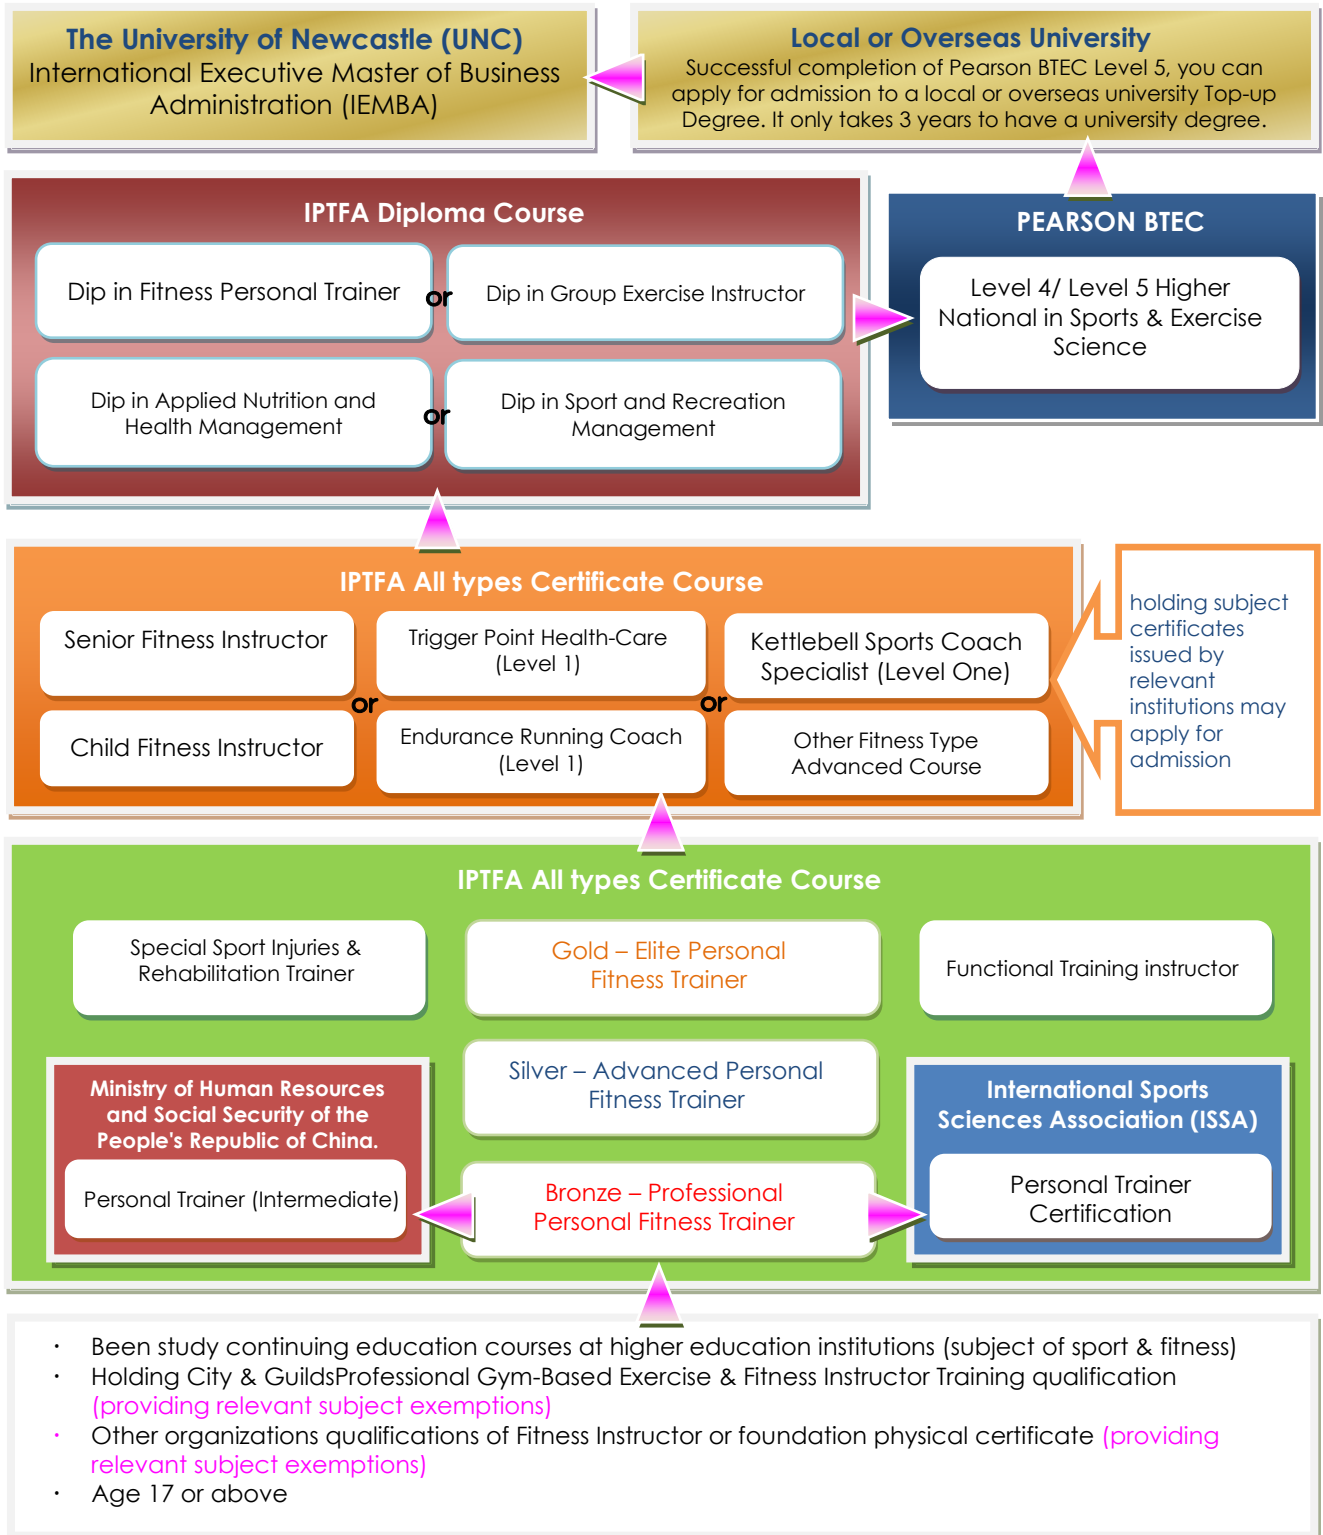 The University of Newcastle (UNC)
International Executive Master of Business
Administration (IEMBA)
Local or Overseas University
Successful completion of Pearson BTEC Level 5, you can
apply for admission to a local or overseas university Top-up
Degree. It only takes 3 years to have a university degree.
IPTFA Diploma Course
Dip in Fitness Personal Trainer
or
Dip in Group Exercise Instructor
Dip in Applied Nutrition and
Health Management
or
Dip in Sport and Recreation
Management
PEARSON BTEC
Level 4/ Level 5 Higher
National in Sports & Exercise
Science
IPTFA All types Certificate Course
Senior Fitness Instructor
Trigger Point Health-Care
(Level 1)
Kettlebell Sports Coach
Specialist (Level One)
or
or
Child Fitness Instructor
Endurance Running Coach
(Level 1)
Other Fitness Type
Advanced Course
holding subject
certificates
issued by
relevant
institutions may
apply for
admission
IPTFA All types Certificate Course
Special Sport Injuries &
Rehabilitation Trainer
Gold – Elite Personal
Fitness Trainer
Functional Training instructor
Silver – Advanced Personal
Fitness Trainer
Ministry of Human Resources
and Social Security of the
People's Republic of China.
Personal Trainer (Intermediate)
Bronze – Professional
Personal Fitness Trainer
International Sports
Sciences Association (ISSA)
Personal Trainer
Certification
· Been study continuing education courses at higher education institutions (subject of sport & fitness)
· Holding City & GuildsProfessional Gym-Based Exercise & Fitness Instructor Training qualification
(providing relevant subject exemptions)
· Other organizations qualifications of Fitness Instructor or foundation physical certificate (providing
relevant subject exemptions)
· Age 17 or above